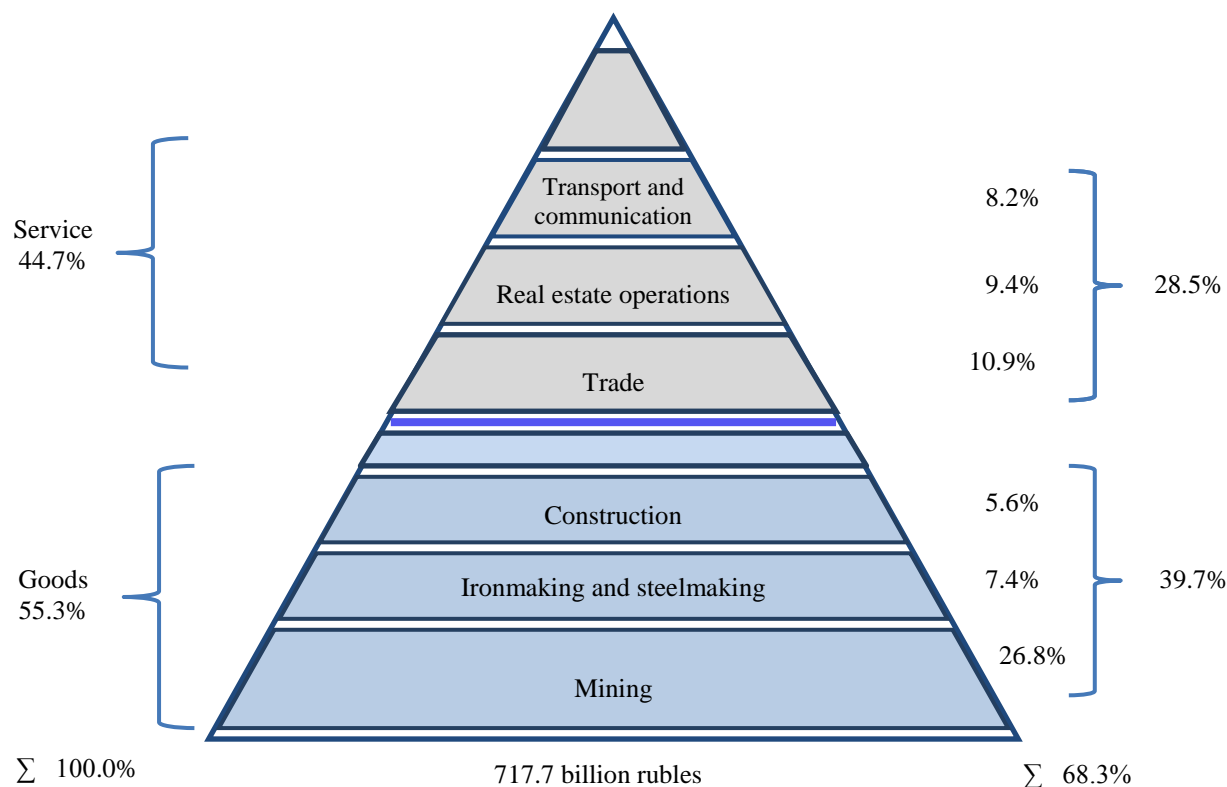 Transport and
communication
8.2%
Service
44.7%
Real estate operations
9.4%
28.5%
Trade
10.9%
Construction
5.6%
Goods
55.3%
Ironmaking and steelmaking
7.4%
39.7%
Mining
26.8%
∑ 100.0%
717.7 billion rubles
∑ 68.3%